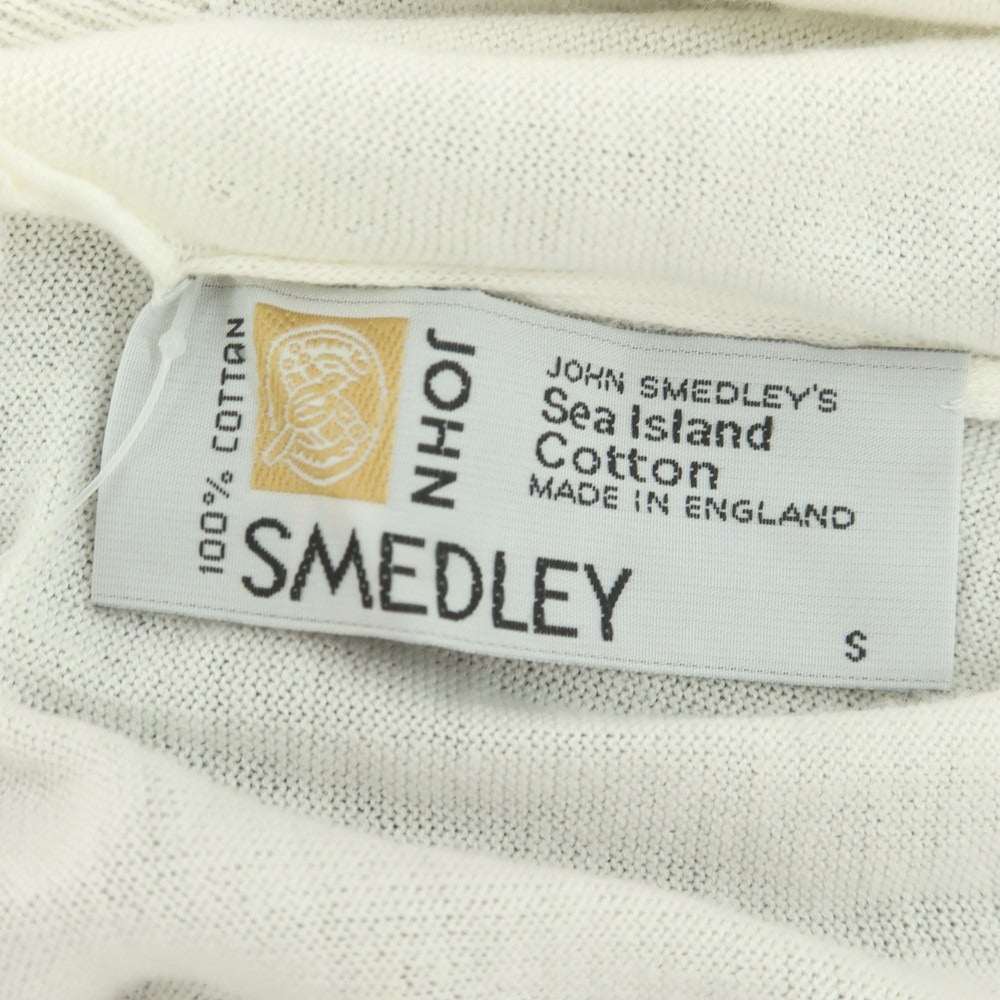 100% COTTON
JOHN
SMEDLEY
JOHN SMEDLEY'S
Sea Island
Cotton
MADE IN ENGLAND
S